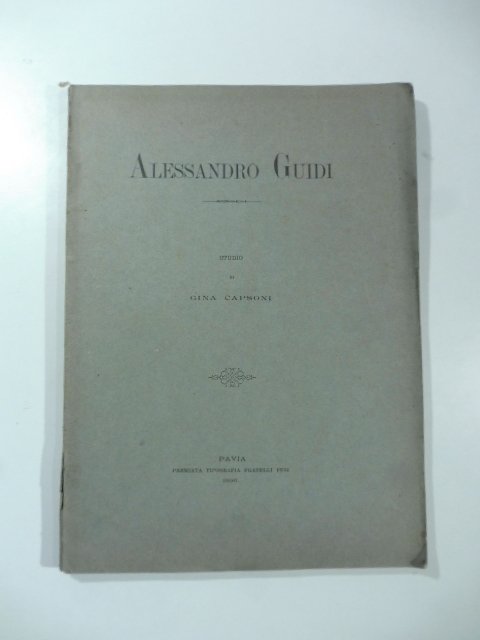 ALESSANDRO GUIDI
STUDIO
DI
GINA CAPSONI
PAVIA
PREMIATA TIPOGRAFIA FRATELLI FUSI